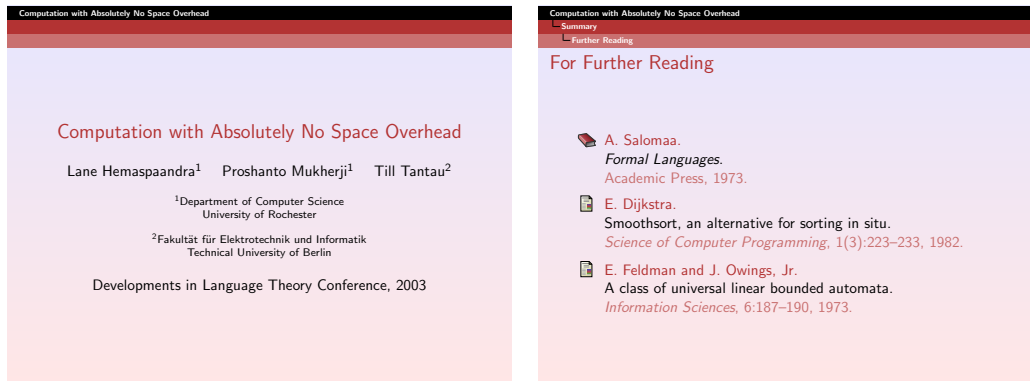 Computation with Absolutely No Space Overhead
Computation with Absolutely No Space Overhead
Lane Hemaspaandra¹ Proshanto Mukherji¹ Till Tantau²
¹Department of Computer Science
University of Rochester
²Fakultät für Elektrotechnik und Informatik
Technical University of Berlin
Developments in Language Theory Conference, 2003
Computation with Absolutely No Space Overhead
Summary
Further Reading
For Further Reading
A. Salomaa.
Formal Languages.
Academic Press, 1973.
E. Dijkstra.
Smoothsort, an alternative for sorting in situ.
Science of Computer Programming, 1(3):223–233, 1982.
E. Feldman and J. Owings, Jr.
A class of universal linear bounded automata.
Information Sciences, 6:187–190, 1973.